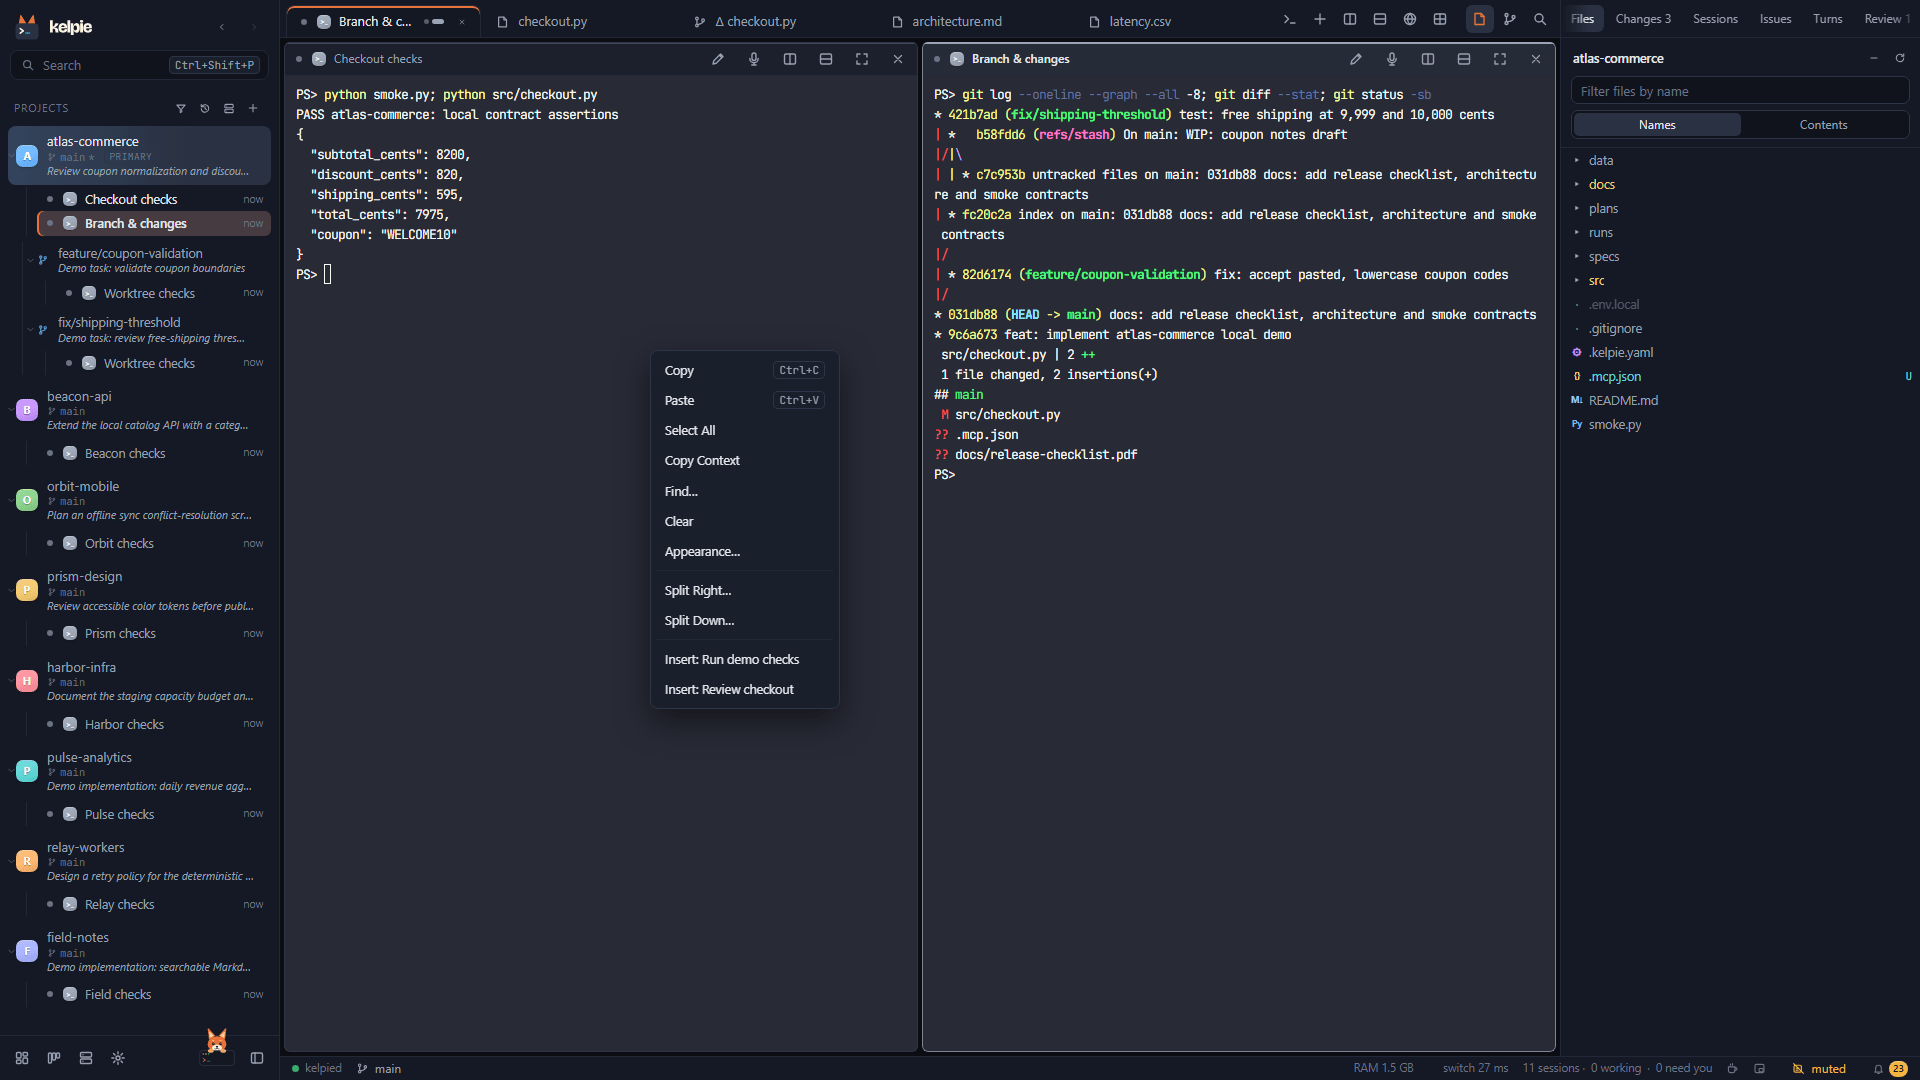 kelpie
Search Ctrl+Shift+P
PROJECTS
A atlas-commerce
main * PRIMARY
Review coupon normalization and discou...
Checkout checks now
Branch & changes now
feature/coupon-validation
Demo task: validate coupon boundaries
Worktree checks now
fix/shipping-threshold
Demo task: review free-shipping thres...
Worktree checks now
B beacon-api
main
Extend the local catalog API with a categ...
Beacon checks now
O orbit-mobile
main
Plan an offline sync conflict-resolution scr...
Orbit checks now
P prism-design
main
Review accessible color tokens before publ...
Prism checks now
H harbor-infra
main
Document the staging capacity budget an...
Harbor checks now
P pulse-analytics
main
Demo implementation: daily revenue agg...
Pulse checks now
R relay-workers
main
Design a retry policy for the deterministic ...
Relay checks now
F field-notes
main
Demo implementation: searchable Markd...
Field checks now
Branch & c...
checkout.py
Δ checkout.py
architecture.md
latency.csv
Checkout checks
PS> python smoke.py; python src/checkout.py
PASS atlas-commerce: local contract assertions
{
"subtotal_cents": 8200,
"discount_cents": 820,
"shipping_cents": 595,
"total_cents": 7975,
"coupon": "WELCOME10"
}
PS>
Copy Ctrl+C
Paste Ctrl+V
Select All
Copy Context
Find...
Clear
Appearance...
Split Right...
Split Down...
Insert: Run demo checks
Insert: Review checkout
Branch & changes
PS> git log --oneline --graph --all -8; git diff --stat; git status -sb
* 421b7ad (fix/shipping-threshold) test: free shipping at 9,999 and 10,000 cents
| *   b58fdd6 (refs/stash) On main: WIP: coupon notes draft
|/|\
| | * c7c953b untracked files on main: 031db88 docs: add release checklist, architectu
re and smoke contracts
| * fc20c2a index on main: 031db88 docs: add release checklist, architecture and smoke
contracts
|/
| * 82d6174 (feature/coupon-validation) fix: accept pasted, lowercase coupon codes
|/
* 031db88 (HEAD -> main) docs: add release checklist, architecture and smoke contracts
* 9c6a673 feat: implement atlas-commerce local demo
src/checkout.py | 2 ++
1 file changed, 2 insertions(+)
## main
M src/checkout.py
?? .mcp.json
?? docs/release-checklist.pdf
PS>
Files Changes 3 Sessions Issues Turns Review 1
atlas-commerce
Filter files by name
Names Contents
data
docs
plans
runs
specs
src
.env.local
.gitignore
.kelpie.yaml
{} .mcp.json U
M↓ README.md
Py smoke.py
kelpied main
RAM 1.5 GB switch 27 ms 11 sessions · 0 working · 0 need you muted 23